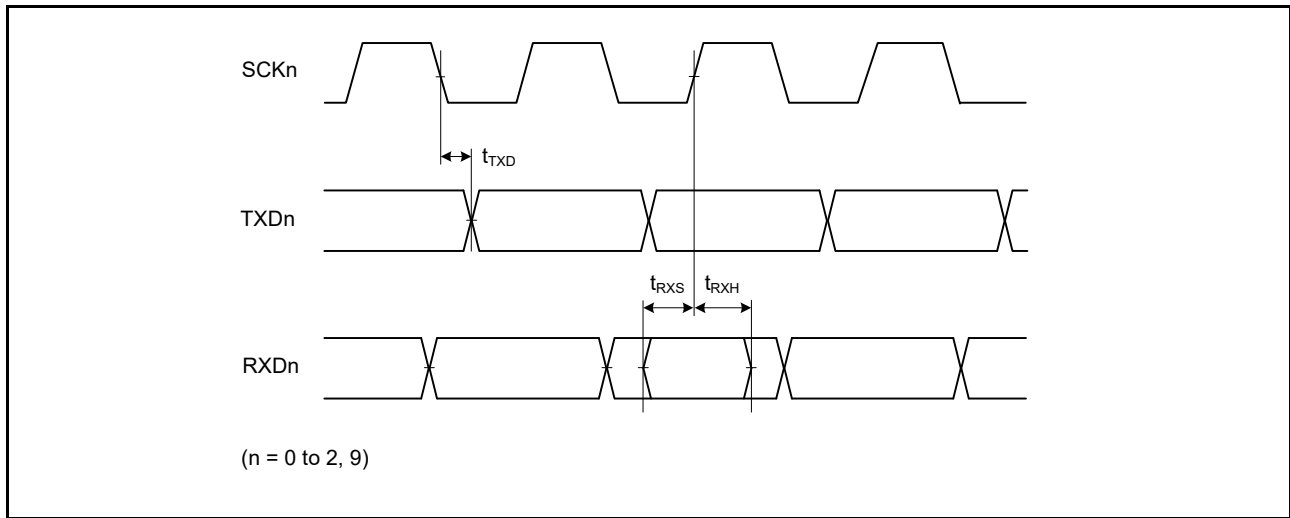 SCKn
tTXD
TXDn
tRXS tRXH
RXDn
(n = 0 to 2, 9)